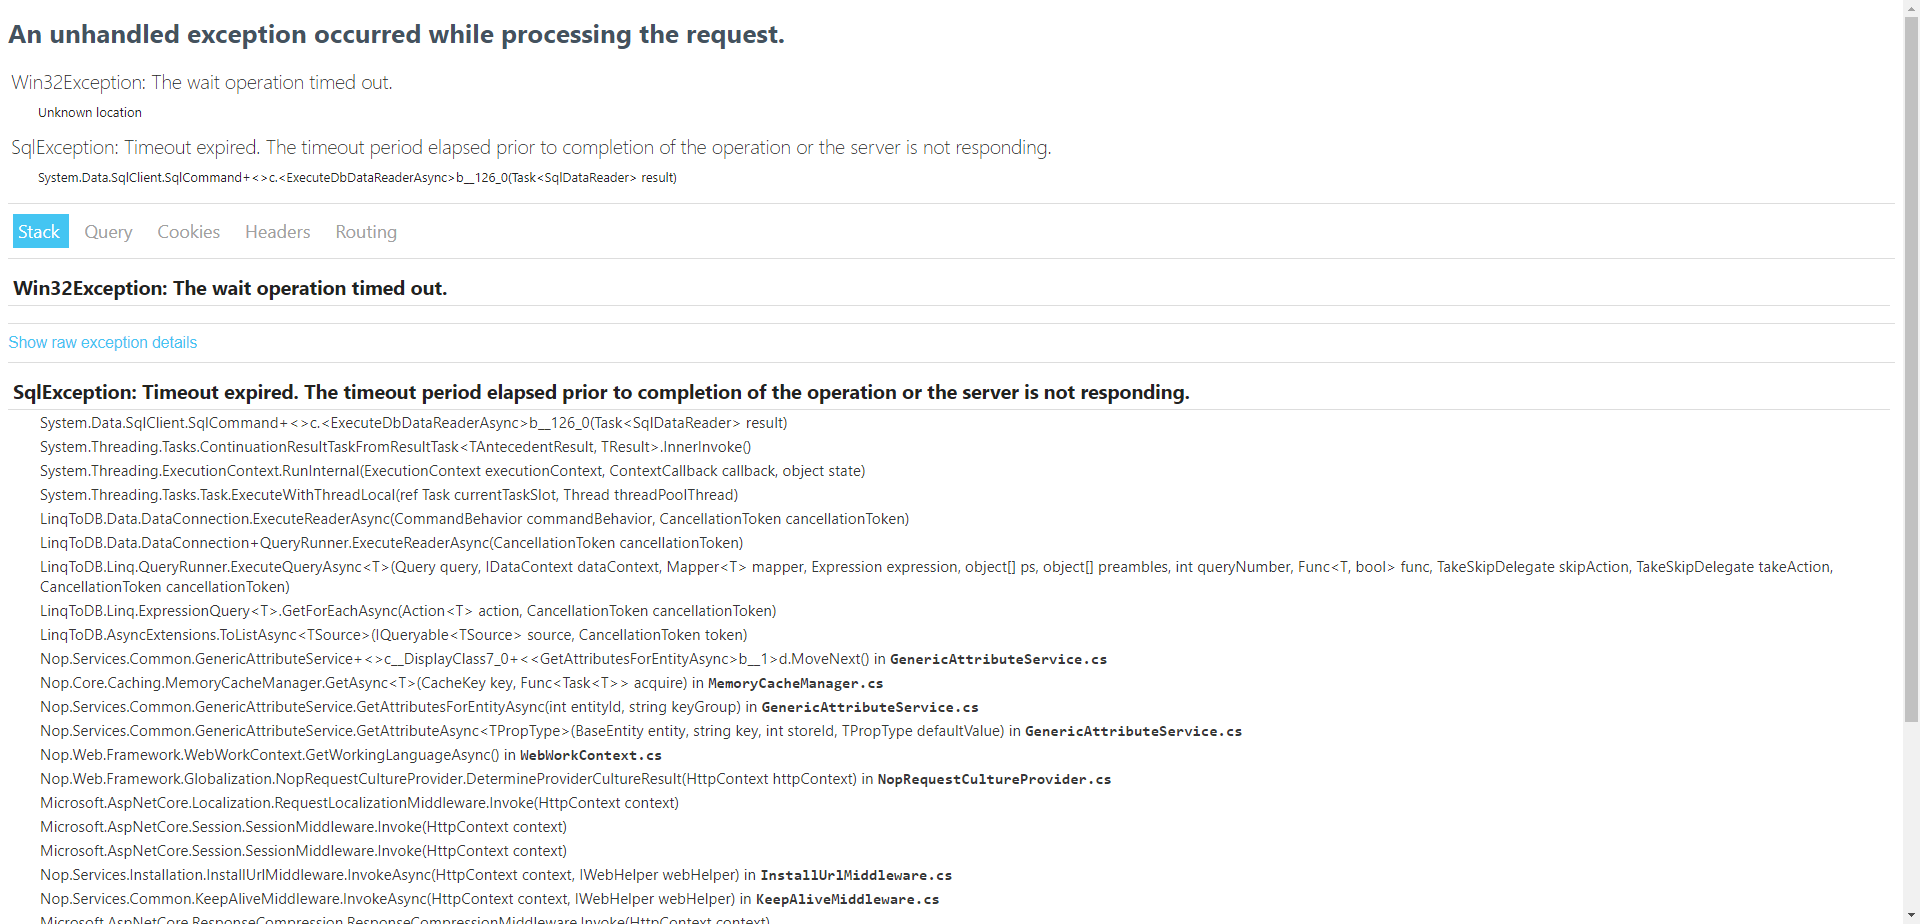 An unhandled exception occurred while processing the request.
Win32Exception: The wait operation timed out.
Unknown location
SqlException: Timeout expired. The timeout period elapsed prior to completion of the operation or the server is not responding.
System.Data.SqlClient.SqlCommand+<>c.<ExecuteDbDataReaderAsync>b__126_0(Task<SqlDataReader> result)
Stack Query Cookies Headers Routing
Win32Exception: The wait operation timed out.
Show raw exception details
SqlException: Timeout expired. The timeout period elapsed prior to completion of the operation or the server is not responding.
System.Data.SqlClient.SqlCommand+<>c.<ExecuteDbDataReaderAsync>b__126_0(Task<SqlDataReader> result)
System.Threading.Tasks.ContinuationResultTaskFromResultTask<TAntecedentResult, TResult>.InnerInvoke()
System.Threading.ExecutionContext.RunInternal(ExecutionContext executionContext, ContextCallback callback, object state)
System.Threading.Tasks.Task.ExecuteWithThreadLocal(ref Task currentTaskSlot, Thread threadPoolThread)
LinqToDB.Data.DataConnection.ExecuteReaderAsync(CommandBehavior commandBehavior, CancellationToken cancellationToken)
LinqToDB.Data.DataConnection+QueryRunner.ExecuteReaderAsync(CancellationToken cancellationToken)
LinqToDB.Linq.QueryRunner.ExecuteQueryAsync<T>(Query query, IDataContext dataContext, Mapper<T> mapper, Expression expression, object[] ps, object[] preambles, int queryNumber, Func<T, bool> func, TakeSkipDelegate skipAction, TakeSkipDelegate takeAction,
CancellationToken cancellationToken)
LinqToDB.Linq.ExpressionQuery<T>.GetForEachAsync(Action<T> action, CancellationToken cancellationToken)
LinqToDB.AsyncExtensions.ToListAsync<TSource>(IQueryable<TSource> source, CancellationToken token)
Nop.Services.Common.GenericAttributeService+<>c__DisplayClass7_0+<<GetAttributesForEntityAsync>b__1>d.MoveNext() in GenericAttributeService.cs
Nop.Core.Caching.MemoryCacheManager.GetAsync<T>(CacheKey key, Func<Task<T>> acquire) in MemoryCacheManager.cs
Nop.Services.Common.GenericAttributeService.GetAttributesForEntityAsync(int entityId, string keyGroup) in GenericAttributeService.cs
Nop.Services.Common.GenericAttributeService.GetAttributeAsync<TPropType>(BaseEntity entity, string key, int storeId, TPropType defaultValue) in GenericAttributeService.cs
Nop.Web.Framework.WebWorkContext.GetWorkingLanguageAsync() in WebWorkContext.cs
Nop.Web.Framework.Globalization.NopRequestCultureProvider.DetermineProviderCultureResult(HttpContext httpContext) in NopRequestCultureProvider.cs
Microsoft.AspNetCore.Localization.RequestLocalizationMiddleware.Invoke(HttpContext context)
Microsoft.AspNetCore.Session.SessionMiddleware.Invoke(HttpContext context)
Microsoft.AspNetCore.Session.SessionMiddleware.Invoke(HttpContext context)
Nop.Services.Installation.InstallUrlMiddleware.InvokeAsync(HttpContext context, IWebHelper webHelper) in InstallUrlMiddleware.cs
Nop.Services.Common.KeepAliveMiddleware.InvokeAsync(HttpContext context, IWebHelper webHelper) in KeepAliveMiddleware.cs
Microsoft.AspNetCore.ResponseCompression.ResponseCompressionMiddleware.Invoke(HttpContext context)